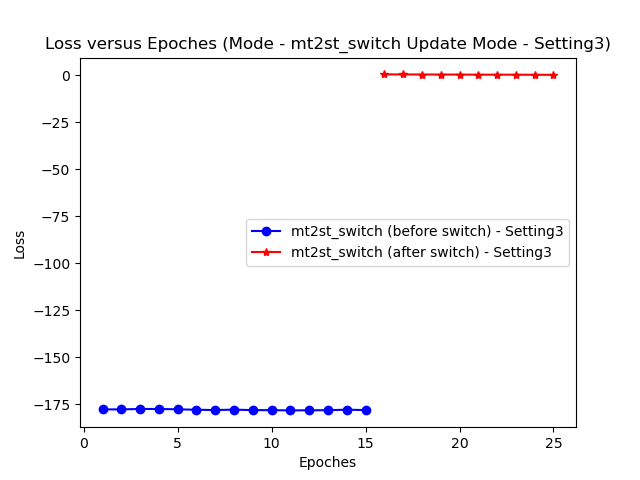 Loss versus Epoches (Mode - mt2st_switch Update Mode - Setting3)
0
−25
−50
−75
−100
−125
−150
−175
Loss
mt2st_switch (before switch) - Setting3
mt2st_switch (after switch) - Setting3
0 5 10 15 20 25
Epoches